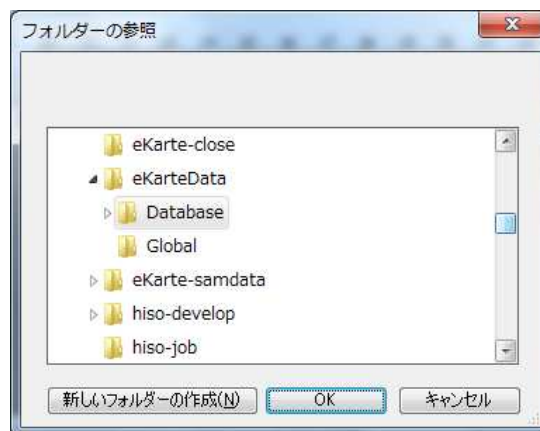 フォルダーの参照
eKarte-close
eKarteData
Database
Global
eKarte-samdata
hiso-develop
hiso-job
新しいフォルダーの作成(N) OK キャンセル